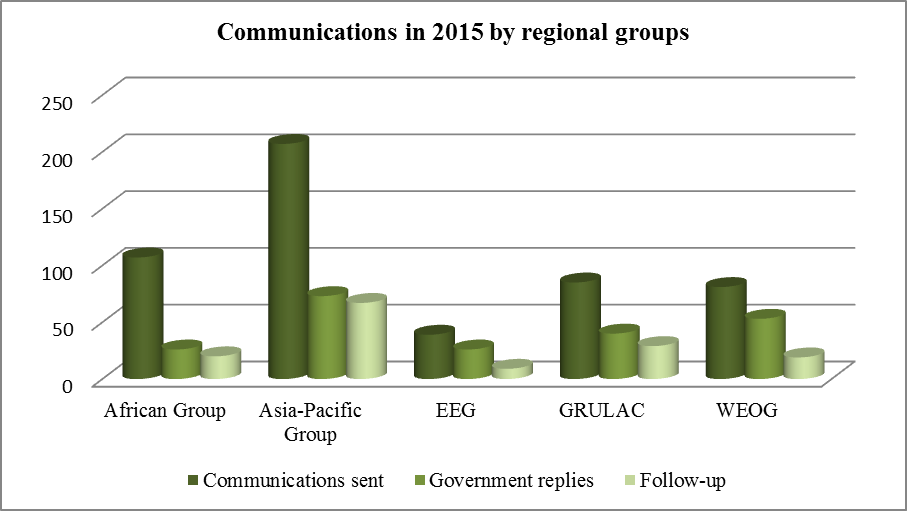 Communications in 2015 by regional groups
250
200
150
100
50
0
African Group
Asia-Pacific
Group
EEG
GRULAC
WEOG
Communications sent
Government replies
Follow-up